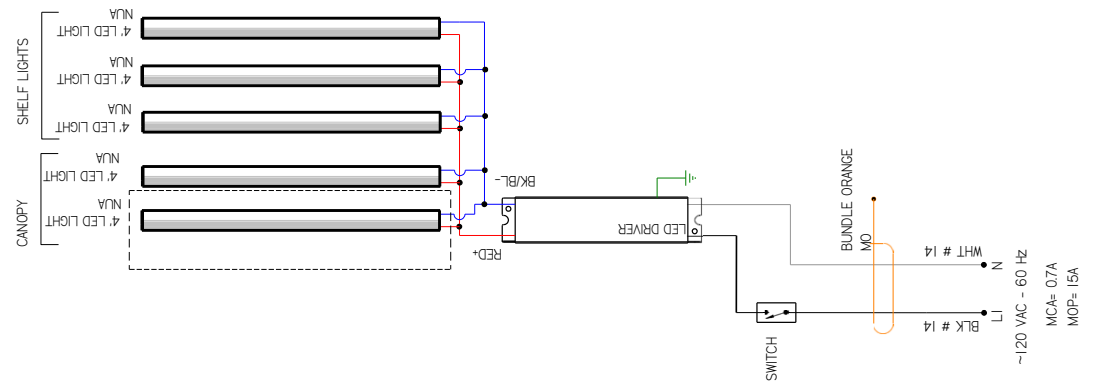 SHELF LIGHTS
NUA
4' LED LIGHT
NUA
4' LED LIGHT
NUA
4' LED LIGHT
CANOPY
NUA
4' LED LIGHT
NUA
4' LED LIGHT
BK/BL-
RED+
LED DRIVER
SWITCH
BUNDLE ORANGE
MO
WHT # 14
N
BLK # 14
L1
~120 VAC - 60 Hz
MCA= 0.7A
MOP= 15A